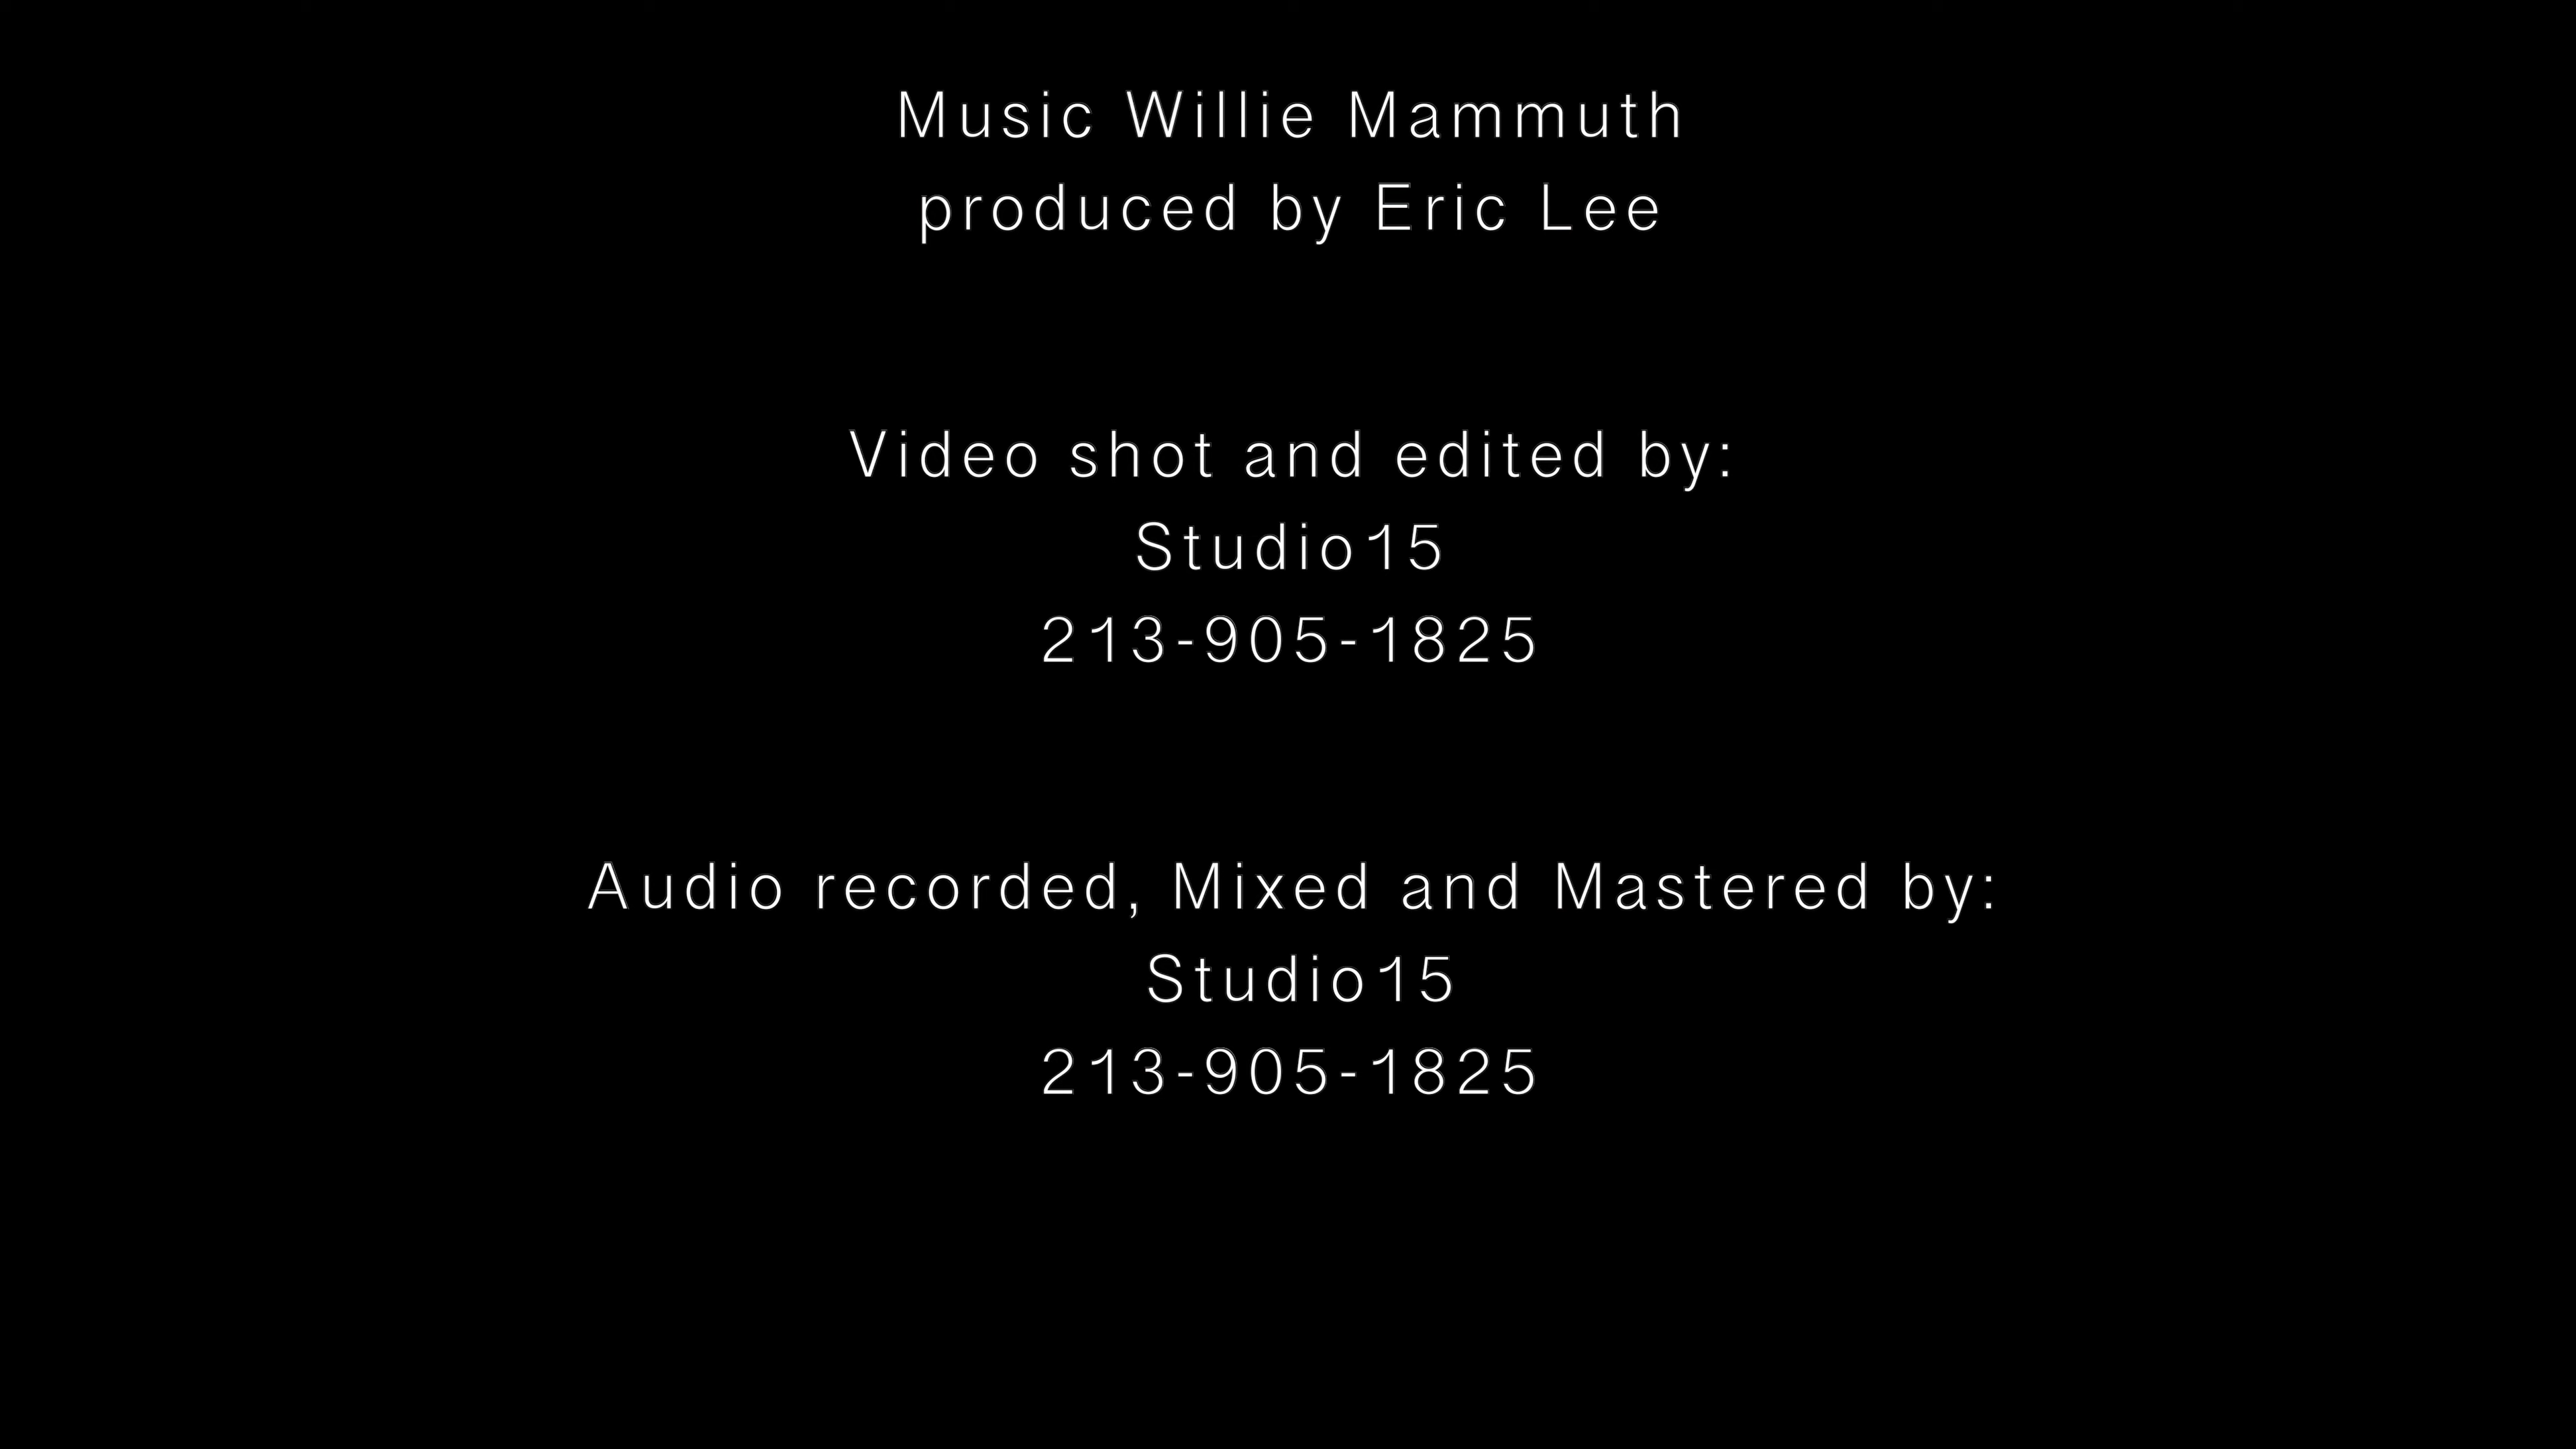 Music Willie Mammuth
produced by Eric Lee
Video shot and edited by:
Studio15
213-905-1825
Audio recorded, Mixed and Mastered by:
Studio15
213-905-1825